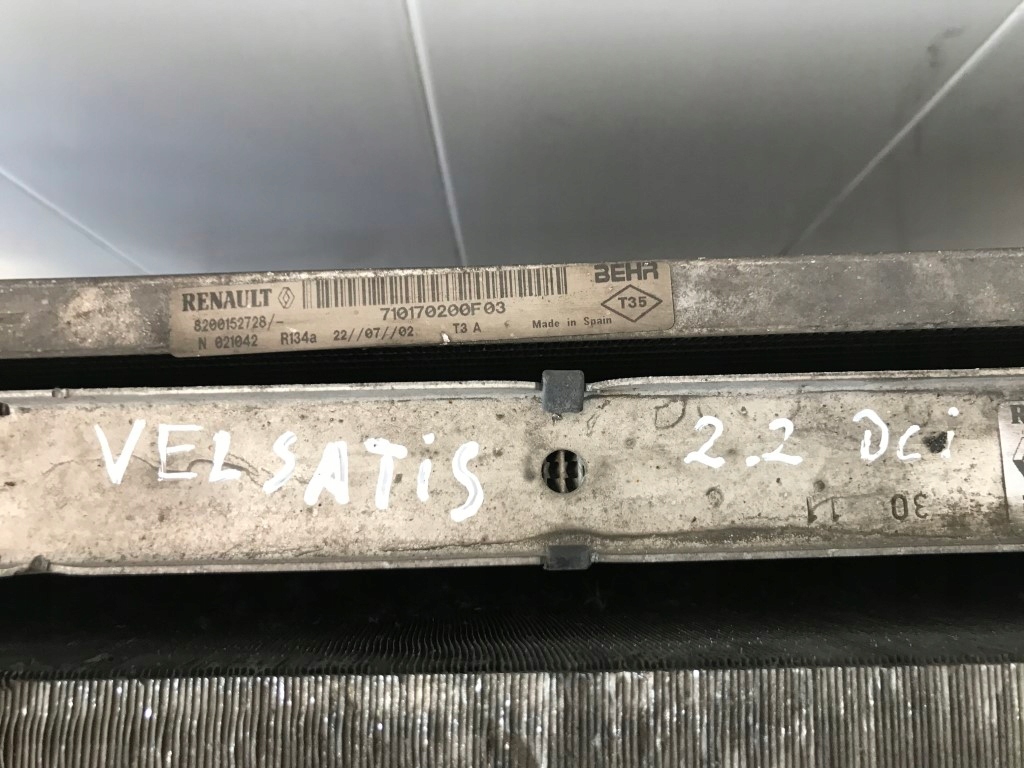 RENAULT
BEHR
8200152728/-
710170200F03
T35
N 021042 R134a 22//07//02 T3 A Made in Spain
VELSATiS 2.2 Dci
30 11